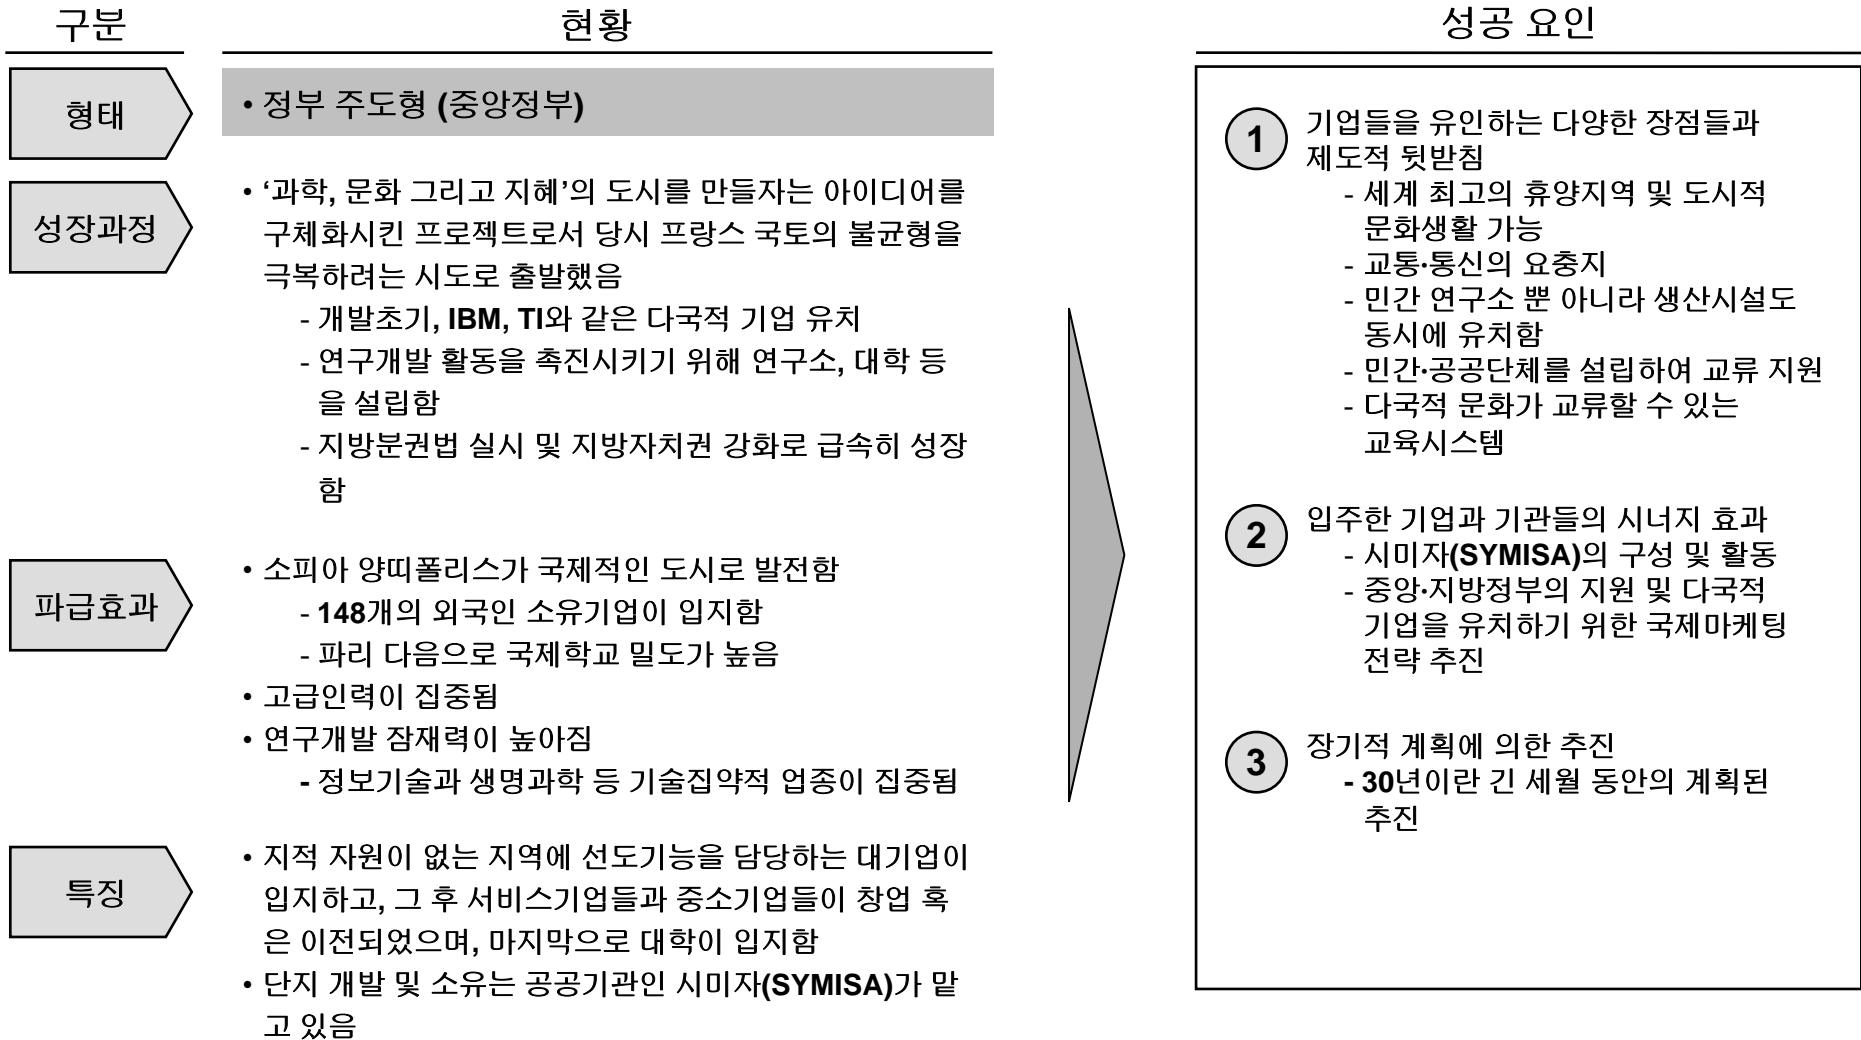 구분
현황
성공 요인
형태
• 정부 주도형 (중앙정부)
성장과정
• ‘과학, 문화 그리고 지혜’의 도시를 만들자는 아이디어를
구체화시킨 프로젝트로서 당시 프랑스 국토의 불균형을
극복하려는 시도로 출발했음
- 개발초기, IBM, TI와 같은 다국적 기업 유치
- 연구개발 활동을 촉진시키기 위해 연구소, 대학 등
을 설립함
- 지방분권법 실시 및 지방자치권 강화로 급속히 성장
함
파급효과
• 소피아 양띠폴리스가 국제적인 도시로 발전함
- 148개의 외국인 소유기업이 입지함
- 파리 다음으로 국제학교 밀도가 높음
• 고급인력이 집중됨
• 연구개발 잠재력이 높아짐
- 정보기술과 생명과학 등 기술집약적 업종이 집중됨
특징
• 지적 자원이 없는 지역에 선도기능을 담당하는 대기업이
입지하고, 그 후 서비스기업들과 중소기업들이 창업 혹
은 이전되었으며, 마지막으로 대학이 입지함
• 단지 개발 및 소유는 공공기관인 시미자(SYMISA)가 맡
고 있음
1 기업들을 유인하는 다양한 장점들과
제도적 뒷받침
- 세계 최고의 휴양지역 및 도시적
문화생활 가능
- 교통·통신의 요충지
- 민간 연구소 뿐 아니라 생산시설도
동시에 유치함
- 민간·공공단체를 설립하여 교류 지원
- 다국적 문화가 교류할 수 있는
교육시스템
2 입주한 기업과 기관들의 시너지 효과
- 시미자(SYMISA)의 구성 및 활동
- 중앙·지방정부의 지원 및 다국적
기업을 유치하기 위한 국제마케팅
전략 추진
3 장기적 계획에 의한 추진
- 30년이란 긴 세월 동안의 계획된
추진